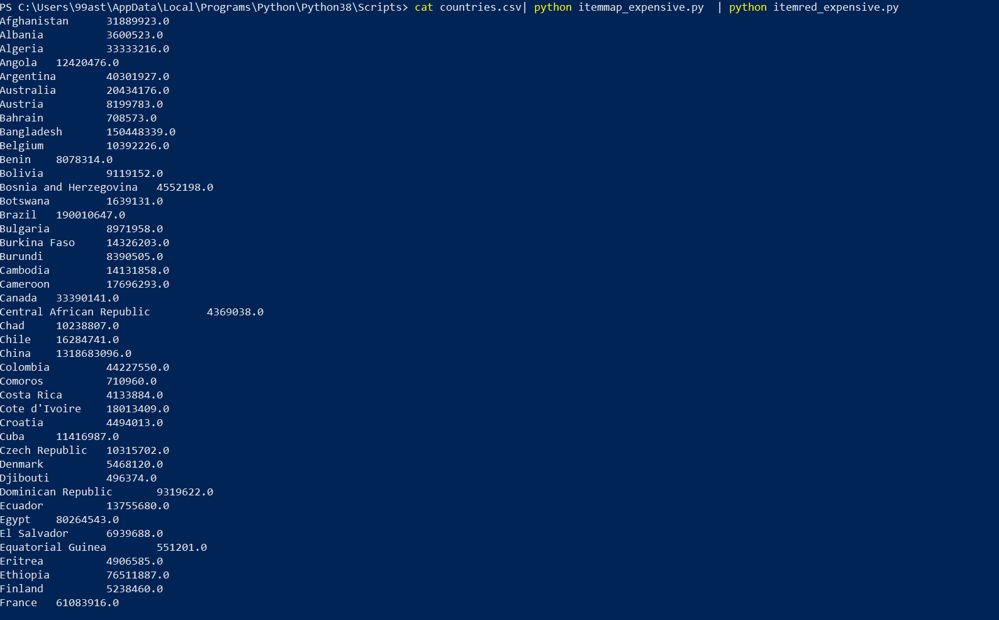 PS C:\Users\99ast\AppData\Local\Programs\Python\Python38\Scripts> cat countries.csv| python itemmap_expensive.py  | python itemred_expensive.py
Afghanistan      31889923.0
Albania          3600523.0
Algeria          33333216.0
Angola   12420476.0
Argentina        40301927.0
Australia        20434176.0
Austria          8199783.0
Bahrain          708573.0
Bangladesh       150448339.0
Belgium          10392226.0
Benin    8078314.0
Bolivia          9119152.0
Bosnia and Herzegovina   4552198.0
Botswana         1639131.0
Brazil   190010647.0
Bulgaria         8971958.0
Burkina Faso     14326203.0
Burundi          8390505.0
Cambodia         14131858.0
Cameroon         17696293.0
Canada   33390141.0
Central African Republic         4369038.0
Chad     10238807.0
Chile    16284741.0
China    1318683096.0
Colombia         44227550.0
Comoros          710960.0
Costa Rica       4133884.0
Cote d'Ivoire    18013409.0
Croatia          4494013.0
Cuba     11416987.0
Czech Republic   10315702.0
Denmark          5468120.0
Djibouti         496374.0
Dominican Republic       9319622.0
Ecuador          13755680.0
Egypt    80264543.0
El Salvador      6939688.0
Equatorial Guinea        551201.0
Eritrea          4906585.0
Ethiopia         76511887.0
Finland          5238460.0
France   61083916.0